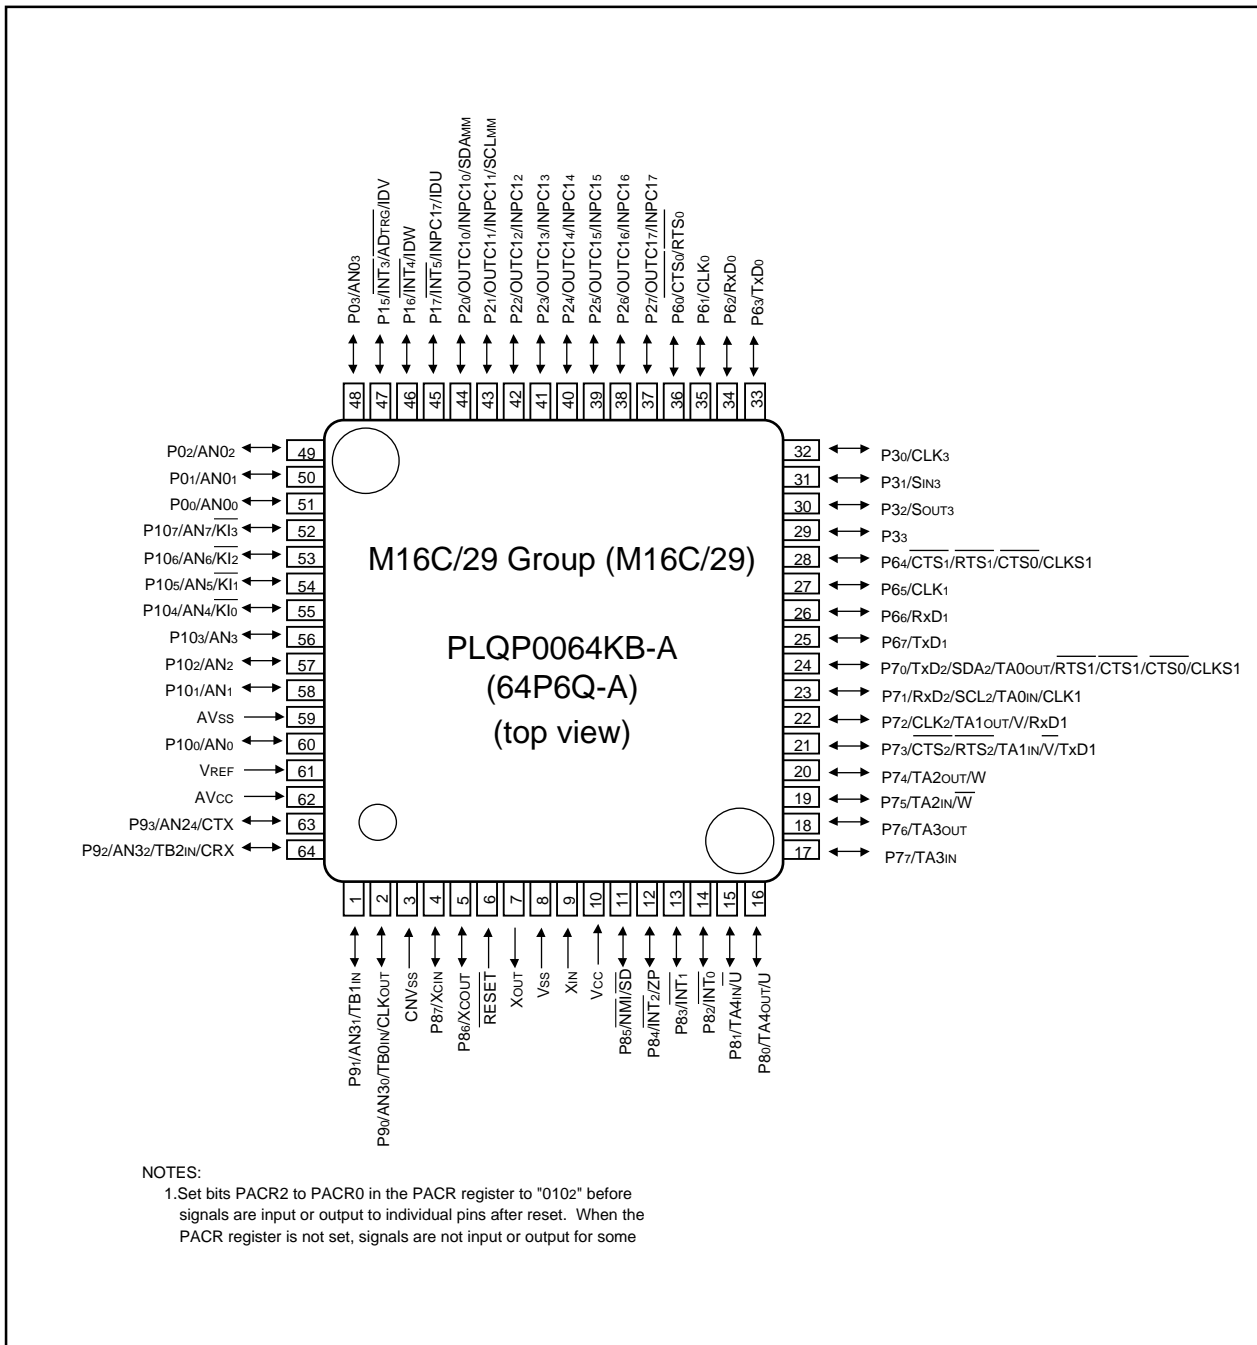 P03/AN03
P15/INT3/ADTRG/IDV
P16/INT4/IDW
P17/INT5/INPC17/IDU
P20/OUTC10/INPC10/SDAMM
P21/OUTC11/INPC11/SCLMM
P22/OUTC12/INPC12
P23/OUTC13/INPC13
P24/OUTC14/INPC14
P25/OUTC15/INPC15
P26/OUTC16/INPC16
P27/OUTC17/INPC17
P60/CTS0/RTS0
P61/CLK0
P62/RxD0
P63/TxD0
48 47 46 45 44 43 42 41 40 39 38 37 36 35 34 33
P02/AN02 49
P01/AN01 50
P00/AN00 51
P107/AN7/KI3 52
P106/AN6/KI2 53
P105/AN5/KI1 54
P104/AN4/KI0 55
P103/AN3 56
P102/AN2 57
P101/AN1 58
AVSS 59
P100/AN0 60
VREF 61
AVCC 62
P93/AN24/CTX 63
P92/AN32/TB2IN/CRX 64
M16C/29 Group (M16C/29)
PLQP0064KB-A
(64P6Q-A)
(top view)
32 P30/CLK3
31 P31/SIN3
30 P32/SOUT3
29 P33
28 P64/CTS1/RTS1/CTS0/CLKS1
27 P65/CLK1
26 P66/RxD1
25 P67/TxD1
24 P70/TxD2/SDA2/TA0OUT/RTS1/CTS1/CTS0/CLKS1
23 P71/RxD2/SCL2/TA0IN/CLK1
22 P72/CLK2/TA1OUT/V/RxD1
21 P73/CTS2/RTS2/TA1IN/V/TxD1
20 P74/TA2OUT/W
19 P75/TA2IN/W
18 P76/TA3OUT
17 P77/TA3IN
1 2 3 4 5 6 7 8 9 10 11 12 13 14 15 16
P91/AN31/TB1IN
P90/AN30/TB0IN/CLKOUT
CNVSS
P87/XCIN
P86/XCOUT
RESET
XOUT
VSS
XIN
VCC
P85/NMI/SD
P84/INT2/ZP
P83/INT1
P82/INT0
P81/TA4IN/U
P80/TA4OUT/U
NOTES:
1.Set bits PACR2 to PACR0 in the PACR register to "0102" before
signals are input or output to individual pins after reset. When the
PACR register is not set, signals are not input or output for some